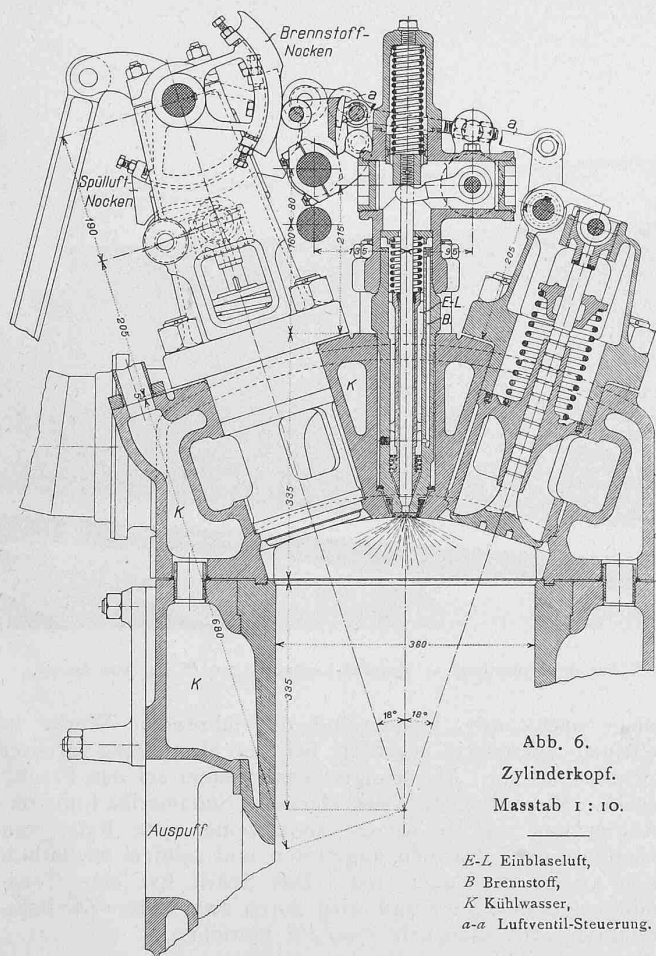 Brennstoff-
Nocken
a
a
Spülluft-
Nocken
190
80
160
215
135
95
205
205
E-L
B
K
5
K
335
680
360
K
335
18° 18°
Auspuff
Abb. 6.
Zylinderkopf.
Masstab 1 : 10.
E-L Einblaseluft,
B Brennstoff,
K Kühlwasser,
a-a Luftventil-Steuerung.